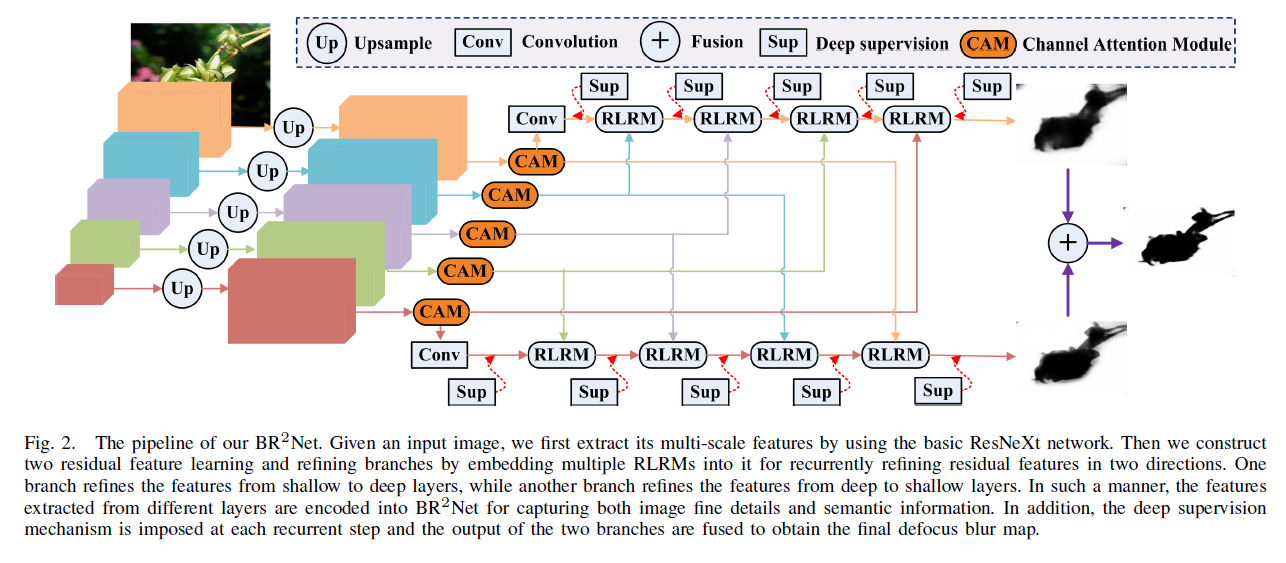 Up Upsample Conv Convolution + Fusion Sup Deep supervision CAM Channel Attention Module
Sup Sup Sup Sup Sup
Conv RLRM RLRM RLRM RLRM
Up
CAM
Up
CAM
Up
CAM
Up
CAM
Up
CAM
+
Conv RLRM RLRM RLRM RLRM
Sup Sup Sup Sup Sup
Fig. 2. The pipeline of our BR²Net. Given an input image, we first extract its multi-scale features by using the basic ResNeXt network. Then we construct
two residual feature learning and refining branches by embedding multiple RLRMs into it for recurrently refining residual features in two directions. One
branch refines the features from shallow to deep layers, while another branch refines the features from deep to shallow layers. In such a manner, the features
extracted from different layers are encoded into BR²Net for capturing both image fine details and semantic information. In addition, the deep supervision
mechanism is imposed at each recurrent step and the output of the two branches are fused to obtain the final defocus blur map.